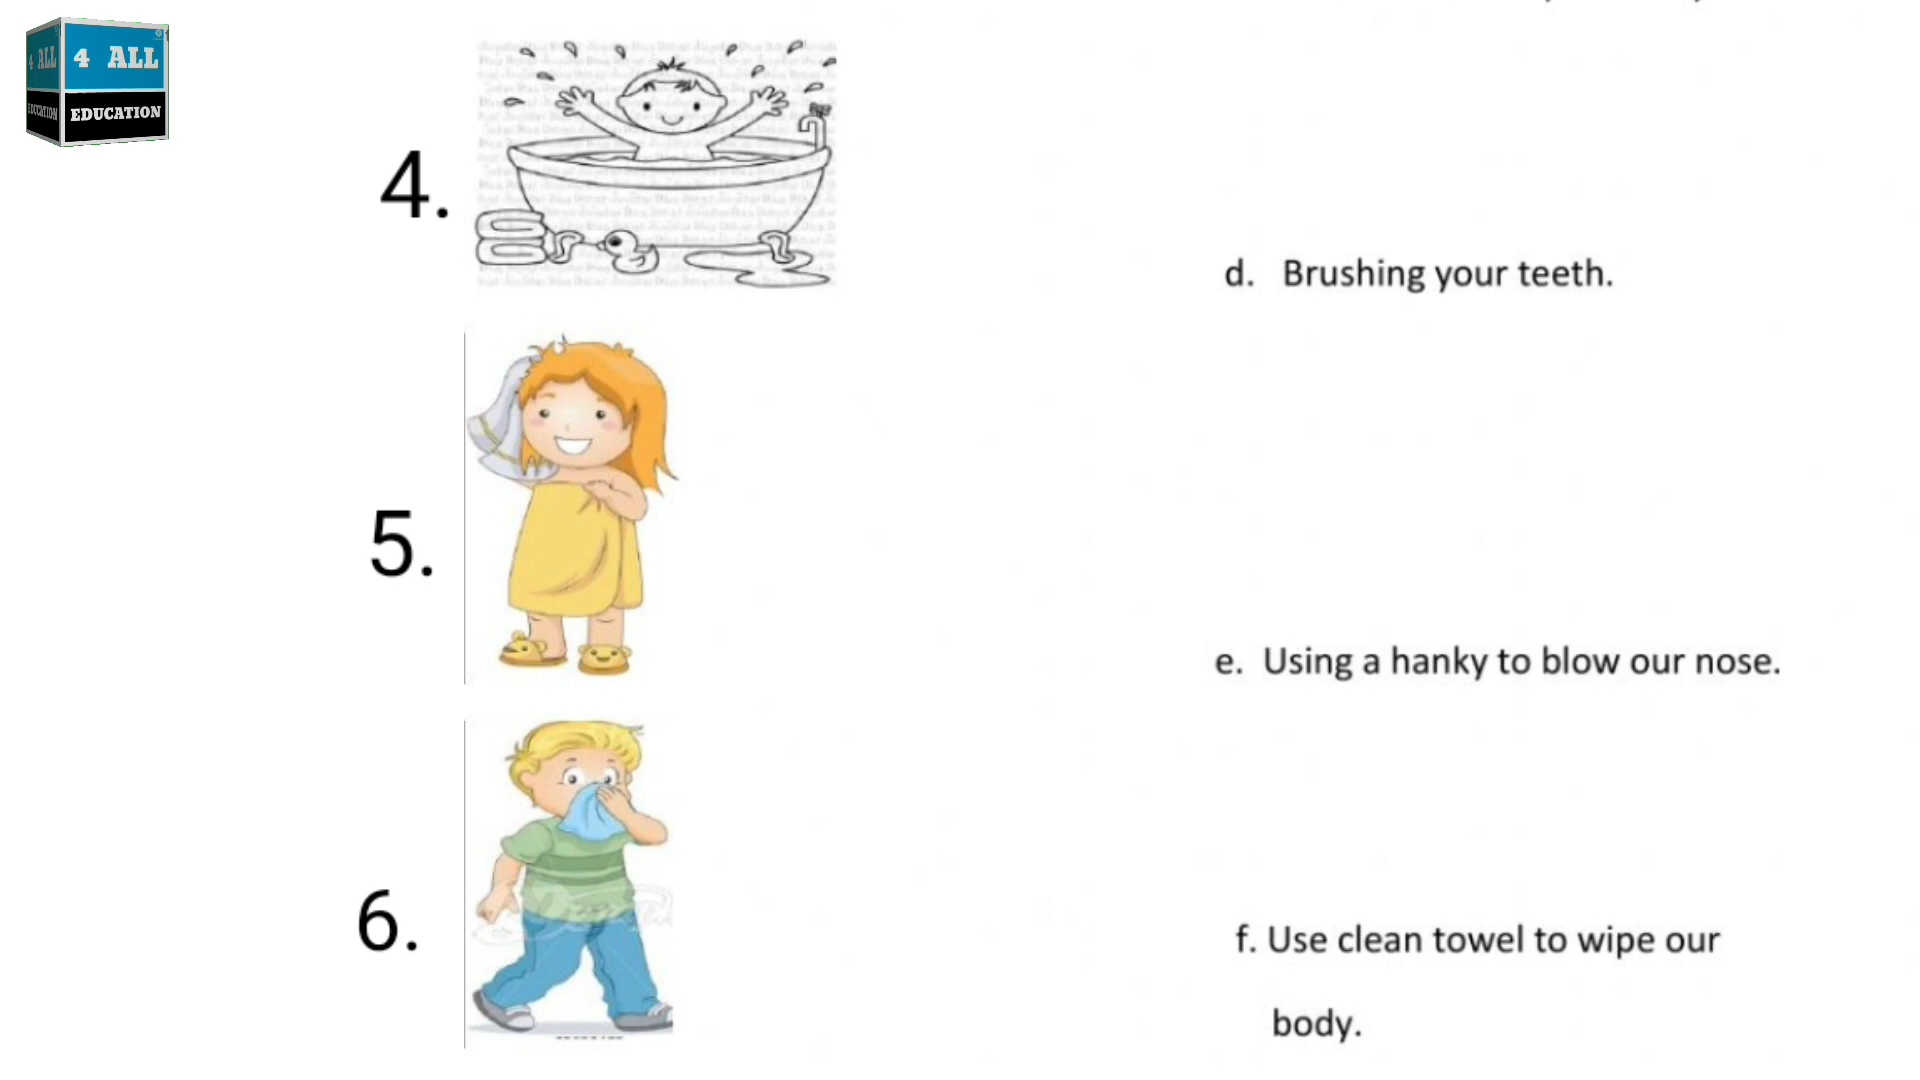 4 ALL
EDUCATION
4 ALL
EDUCATION
4.
d. Brushing your teeth.
5.
e. Using a hanky to blow our nose.
6.
f. Use clean towel to wipe our
body.